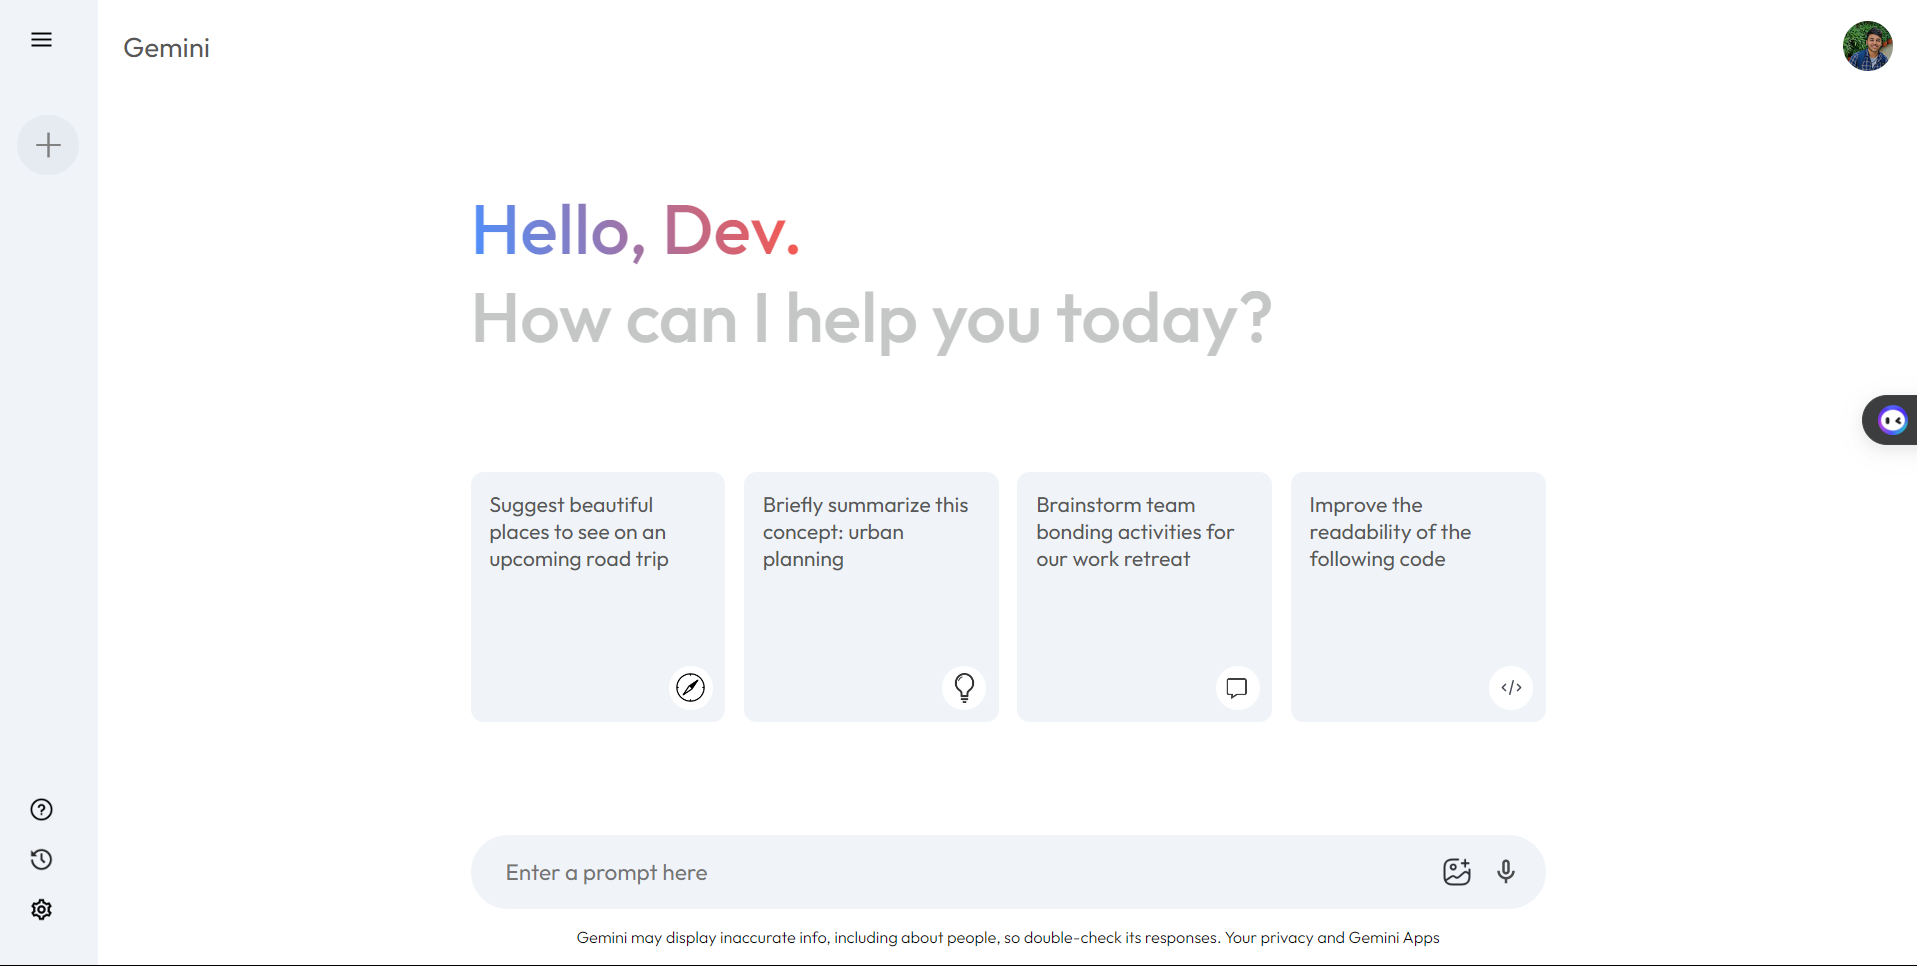 Gemini
Hello, Dev.
How can I help you today?
Suggest beautiful
places to see on an
upcoming road trip
Briefly summarize this
concept: urban
planning
Brainstorm team
bonding activities for
our work retreat
Improve the
readability of the
following code
Enter a prompt here
Gemini may display inaccurate info, including about people, so double-check its responses. Your privacy and Gemini Apps